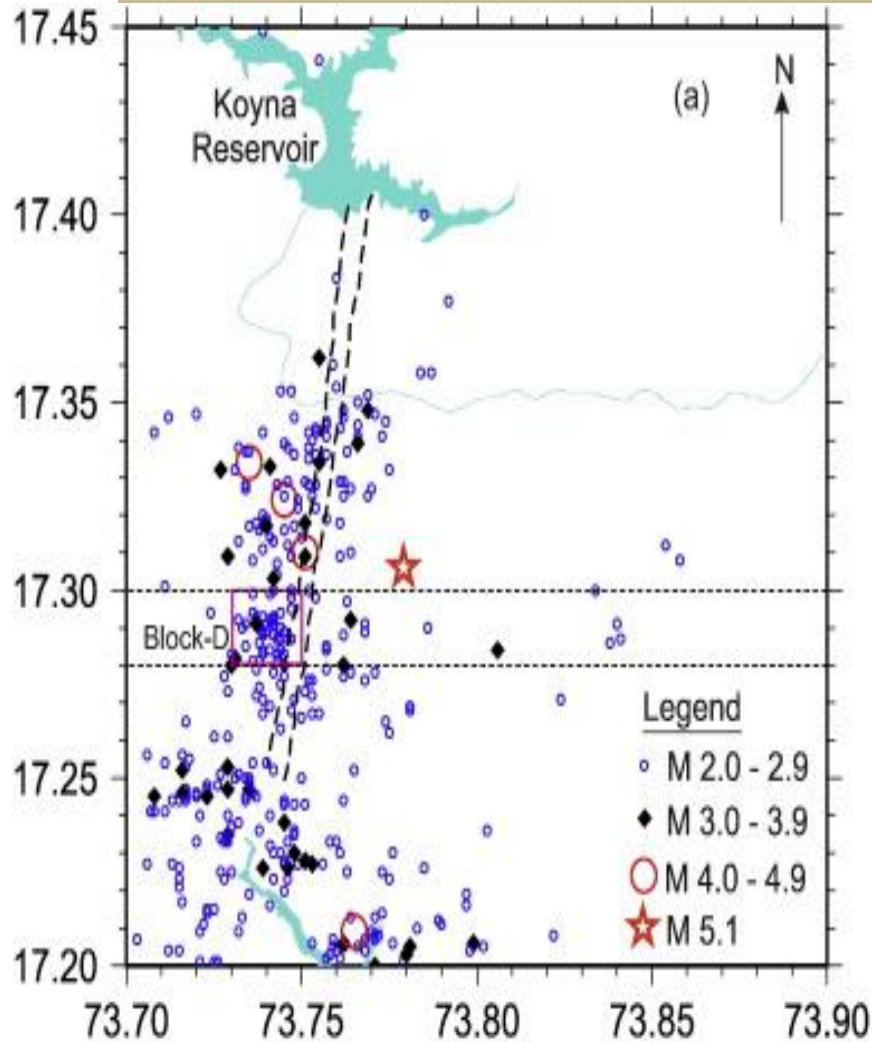 17.45
17.40
17.35
17.30
17.25
17.20
Koyna
Reservoir
(a)
N
Block-D
Legend
M 2.0 - 2.9
M 3.0 - 3.9
M 4.0 - 4.9
M 5.1
73.70 73.75 73.80 73.85 73.90